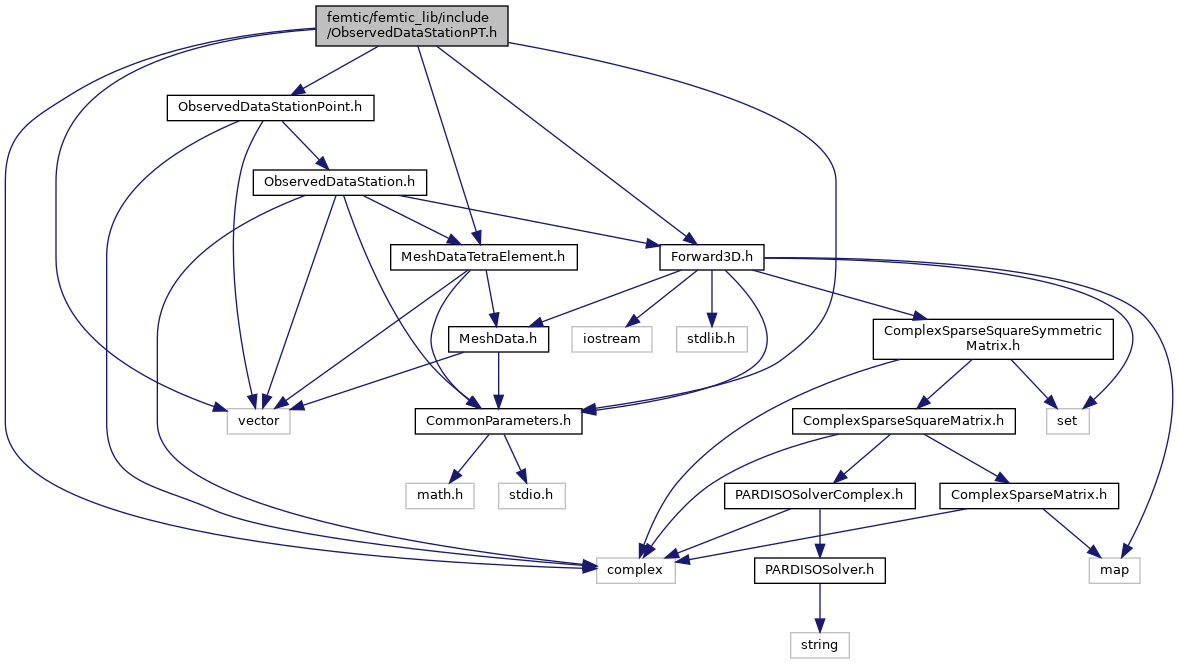 femtic/femtic_lib/include
/ObservedDataStationPT.h
ObservedDataStationPoint.h
ObservedDataStation.h
MeshDataTetraElement.h
Forward3D.h
MeshData.h
iostream
stdlib.h
ComplexSparseSquareSymmetric
Matrix.h
vector
CommonParameters.h
ComplexSparseSquareMatrix.h
set
math.h
stdio.h
PARDISOSolverComplex.h
ComplexSparseMatrix.h
complex
PARDISOSolver.h
map
string